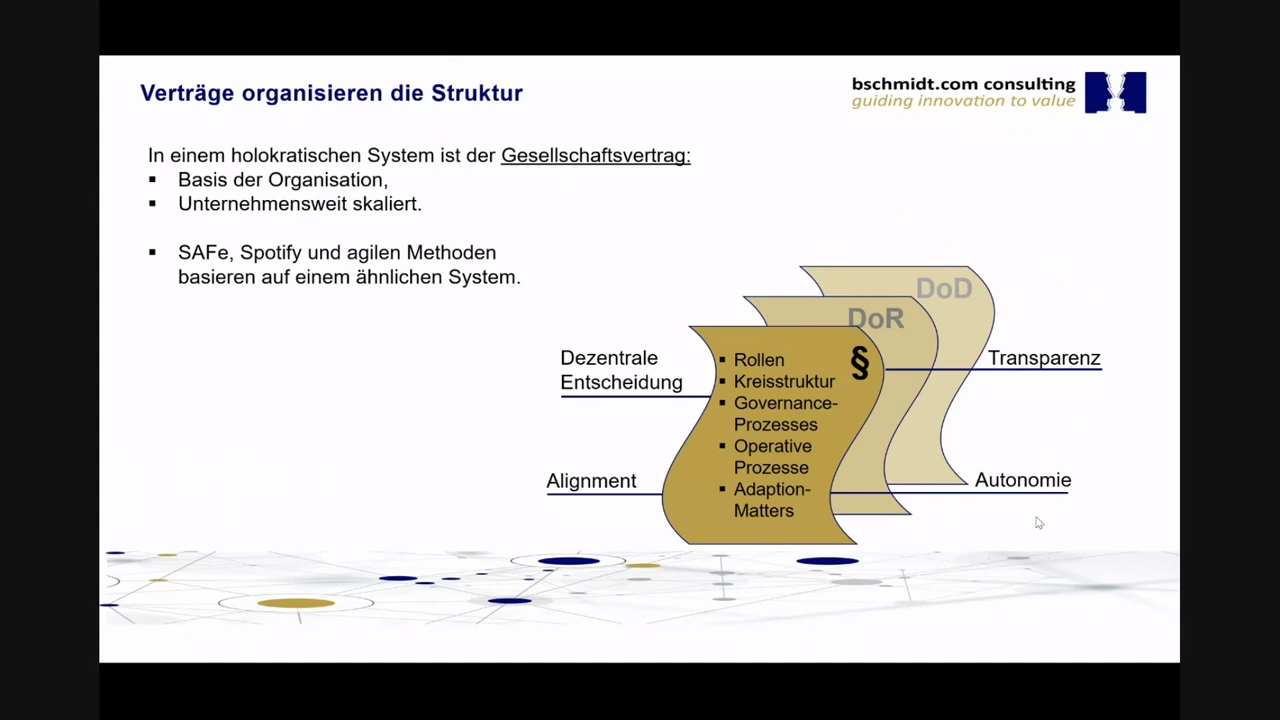 Verträge organisieren die Struktur
bschmidt.com consulting
guiding innovation to value
In einem holokratischen System ist der Gesellschaftsvertrag:
▪ Basis der Organisation,
▪ Unternehmensweit skaliert.
▪ SAFe, Spotify und agilen Methoden
basieren auf einem ähnlichen System.
DoD
DoR
§
Dezentrale
Entscheidung
Alignment
▪ Rollen
▪ Kreisstruktur
▪ Governance-
Prozesses
▪ Operative
Prozesse
▪ Adaption-
Matters
Transparenz
Autonomie